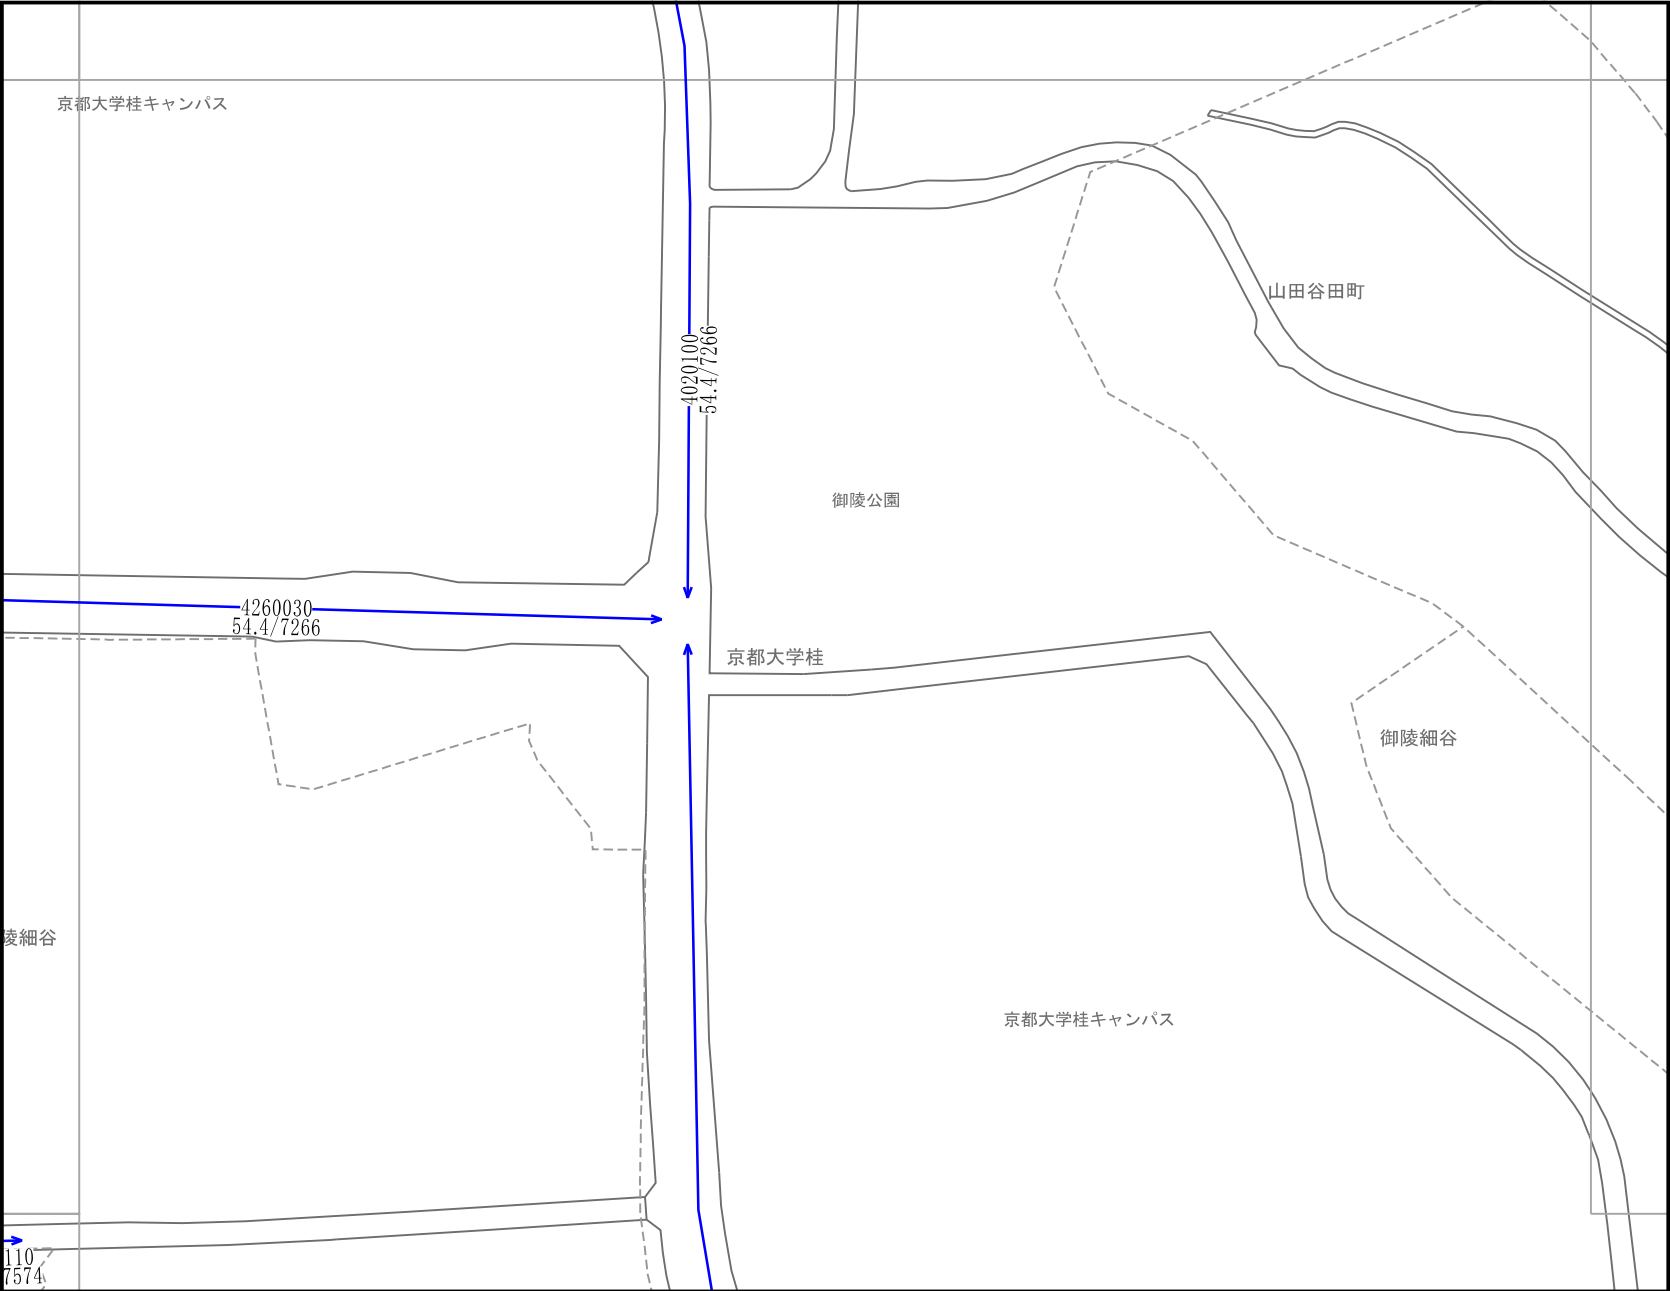 京都大学桂キャンパス
山田谷田町
4020100
54.4/7266
御陵公園
4260030
54.4/7266
京都大学桂
御陵細谷
陵細谷
京都大学桂キャンパス
110
7574